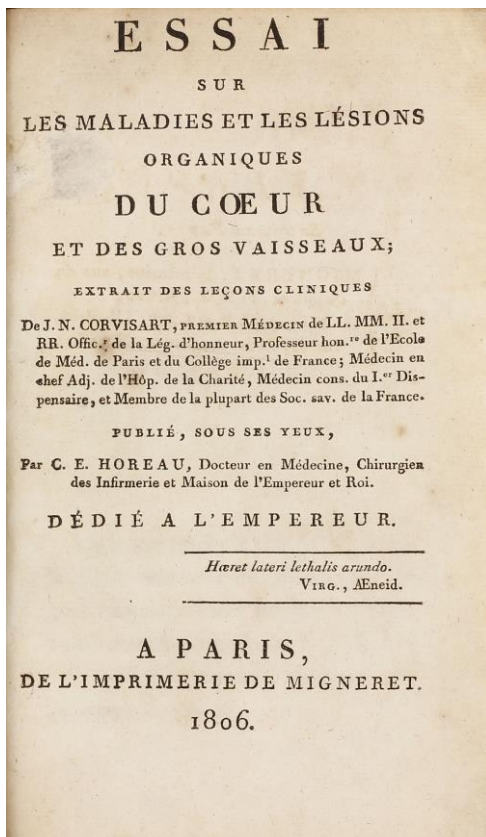 ESSAI
SUR
LES MALADIES ET LES LÉSIONS
ORGANIQUES
DU CŒUR
ET DES GROS VAISSEAUX;
EXTRAIT DES LEÇONS CLINIQUES
De J. N. CORVISART, PREMIER MÉDECIN de LL. MM. II. et
RR. Offic.r de la Lég. d'honneur, Professeur hon.re de l'Ecole
de Méd. de Paris et du Collège imp.l de France; Médecin en
chef Adj. de l'Hôp. de la Charité, Médecin cons. du I.er Dis-
pensaire, et Membre de la plupart des Soc. sav. de la France.
PUBLIÉ, SOUS SES YEUX,
Par C. E. HOREAU, Docteur en Médecine, Chirurgien
des Infirmerie et Maison de l'Empereur et Roi.
DÉDIÉ A L'EMPEREUR.
Hæret lateri lethalis arundo.
VIRG., ÆEneid.
A PARIS,
DE L'IMPRIMERIE DE MIGNERET.
1806.